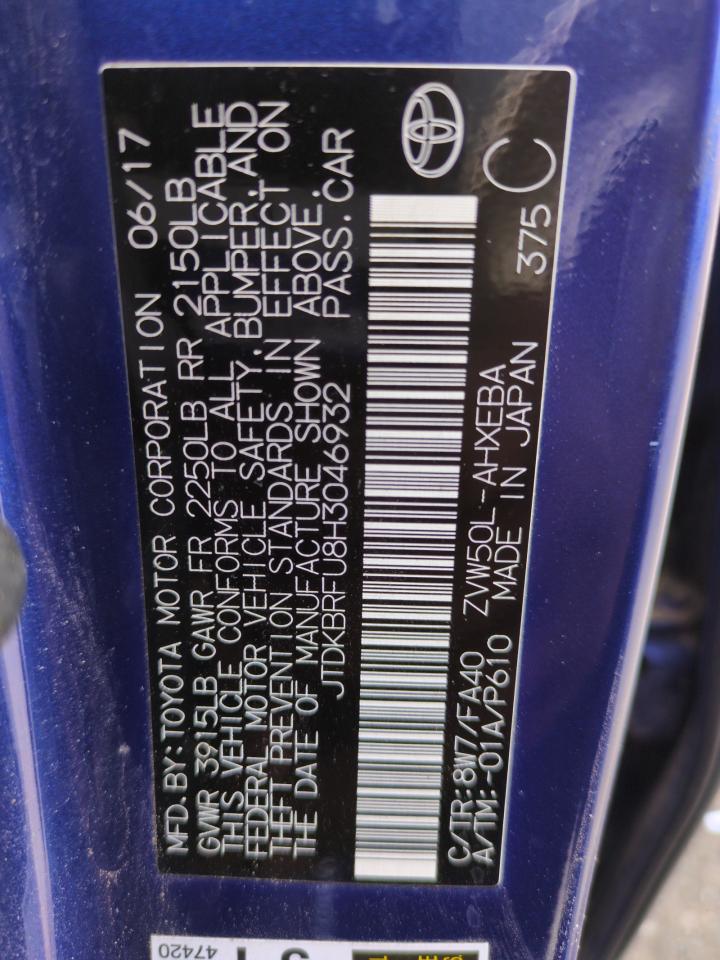 MFD. BY: TOYOTA MOTOR CORPORATION 06/17
GVWR 3915LB GAWR FR 2250LB RR 2150LB
THIS VEHICLE CONFORMS TO ALL APPLICABLE
FEDERAL MOTOR VEHICLE SAFETY, BUMPER, AND
THEFT PREVENTION STANDARDS IN EFFECT ON
THE DATE OF MANUFACTURE SHOWN ABOVE.
JTDKBRFU8H3046932 PASS. CAR
C/TR: 8W7/FA40 ZVW50L-AHXEBA
A/TM: -01A/P610 MADE IN JAPAN 375 C
47420